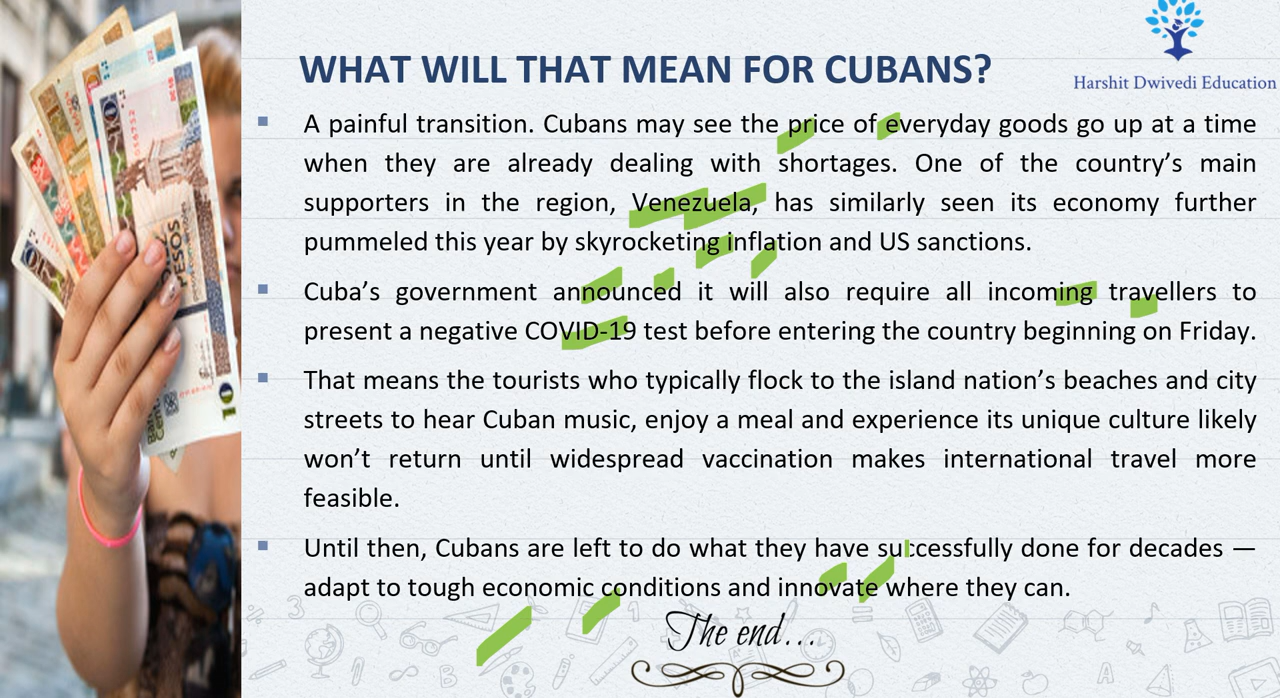 Harshit Dwivedi Education
WHAT WILL THAT MEAN FOR CUBANS?
A painful transition. Cubans may see the price of everyday goods go up at a time
when they are already dealing with shortages. One of the country's main
supporters in the region, Venezuela, has similarly seen its economy further
pummeled this year by skyrocketing inflation and US sanctions.
Cuba's government announced it will also require all incoming travellers to
present a negative COVID-19 test before entering the country beginning on Friday.
That means the tourists who typically flock to the island nation's beaches and city
streets to hear Cuban music, enjoy a meal and experience its unique culture likely
won't return until widespread vaccination makes international travel more
feasible.
Until then, Cubans are left to do what they have successfully done for decades —
adapt to tough economic conditions and innovate where they can.
The end...
PESOS
10